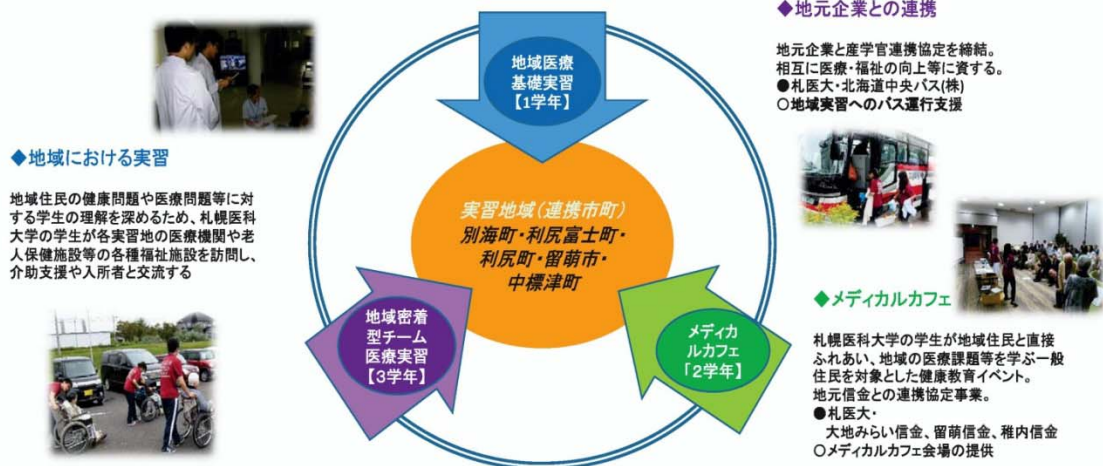 ◆地元企業との連携
地元企業と産学官連携協定を締結。
相互に医療・福祉の向上等に資する。
●札医大・北海道中央バス(株)
○地域実習へのバス運行支援
地域医療
基礎実習
【1学年】
◆地域における実習
地域住民の健康問題や医療問題等に対
する学生の理解を深めるため、札幌医科
大学の学生が各実習地の医療機関や老
人保健施設等の各種福祉施設を訪問し、
介助支援や入所者と交流する
実習地域(連携市町)
別海町・利尻富士町・
利尻町・留萌市・
中標津町
地域密着
型チーム
医療実習
【3学年】
メディカ
ルカフェ
「2学年】
◆メディカルカフェ
札幌医科大学の学生が地域住民と直接
ふれあい、地域の医療課題等を学ぶ一般
住民を対象とした健康教育イベント。
地元信金との連携協定事業。
●札医大・
大地みらい信金、留萌信金、稚内信金
○メディカルカフェ会場の提供